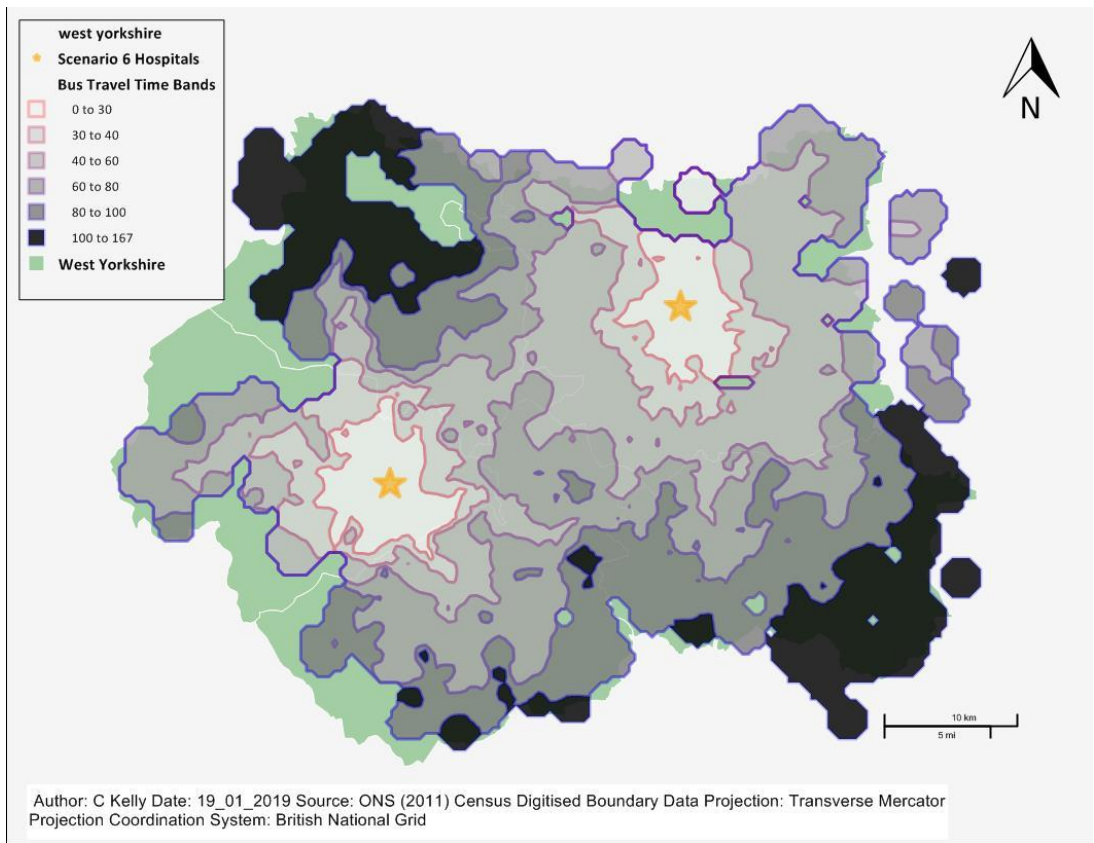 west yorkshire
Scenario 6 Hospitals
Bus Travel Time Bands
0 to 30
30 to 40
40 to 60
60 to 80
80 to 100
100 to 167
West Yorkshire
N
10 km
5 mi
Author: C Kelly Date: 19_01_2019 Source: ONS (2011) Census Digitised Boundary Data Projection: Transverse Mercator
Projection Coordination System: British National Grid